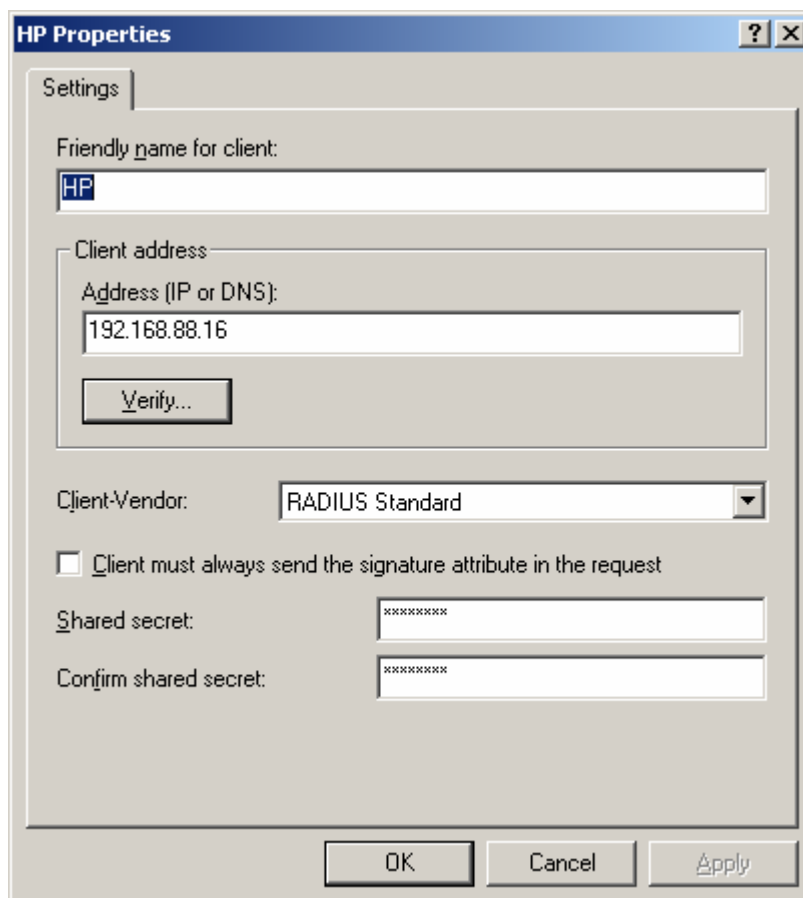 HP Properties
Settings
Friendly name for client:
HP
Client address
Address (IP or DNS):
192.168.88.16
Verify...
Client-Vendor: RADIUS Standard
Client must always send the signature attribute in the request
Shared secret: ********
Confirm shared secret: ********
OK Cancel Apply